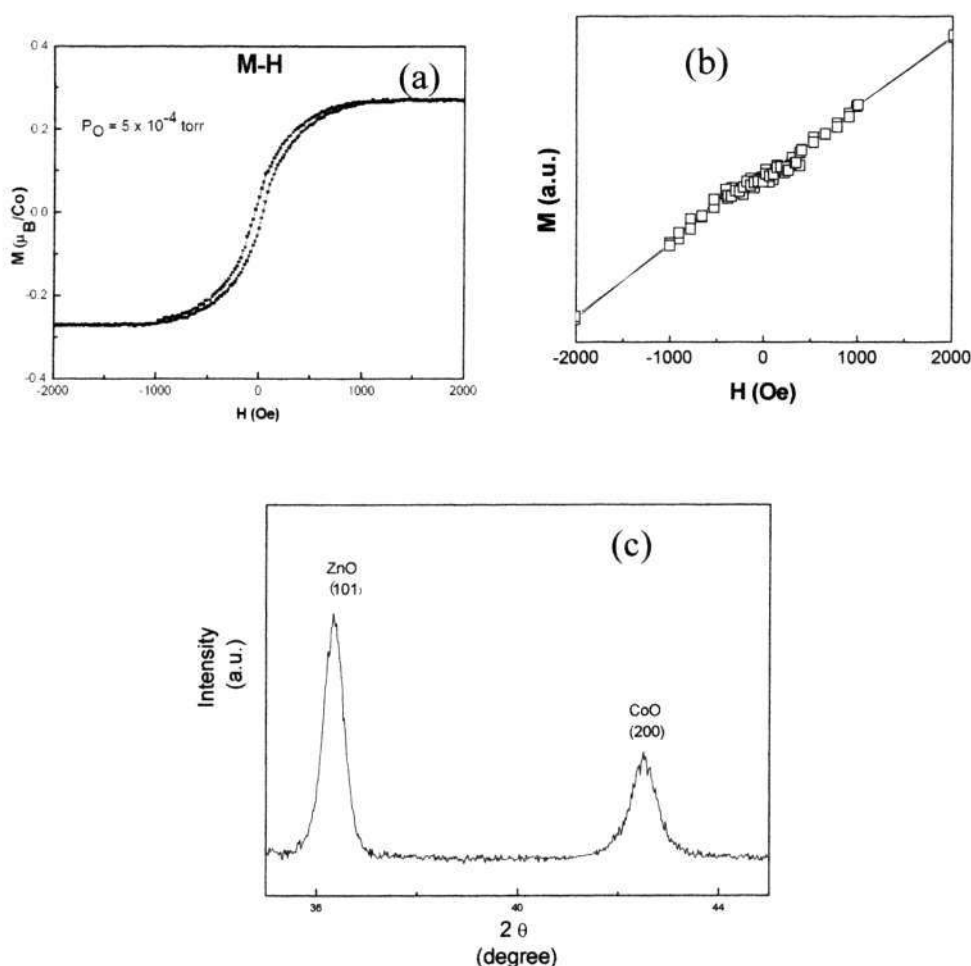 M-H
(a)
P_O = 5 x 10^-4 torr
0.4
0.2
0.0
-0.2
-0.4
M (μ_B/Co)
-2000 -1000 0 1000 2000
H (Oe)
(b)
M (a.u.)
-2000 -1000 0 1000 2000
H (Oe)
(c)
ZnO
(101)
CoO
(200)
Intensity
(a.u.)
36 40 44
2 θ
(degree)